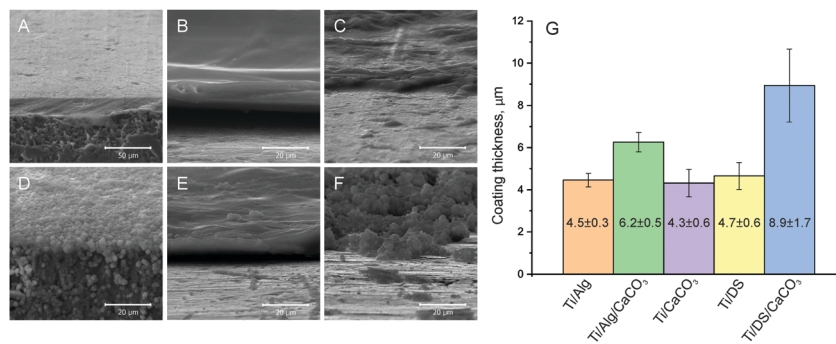 A
50 µm
B
20 µm
C
20 µm
D
20 µm
E
20 µm
F
20 µm
G
Coating thickness, µm
12
10
8
6
4
2
0
4.5±0.3
6.2±0.5
4.3±0.6
4.7±0.6
8.9±1.7
Ti/Alg
Ti/Alg/CaCO₃
Ti/CaCO₃
Ti/DS
Ti/DS/CaCO₃